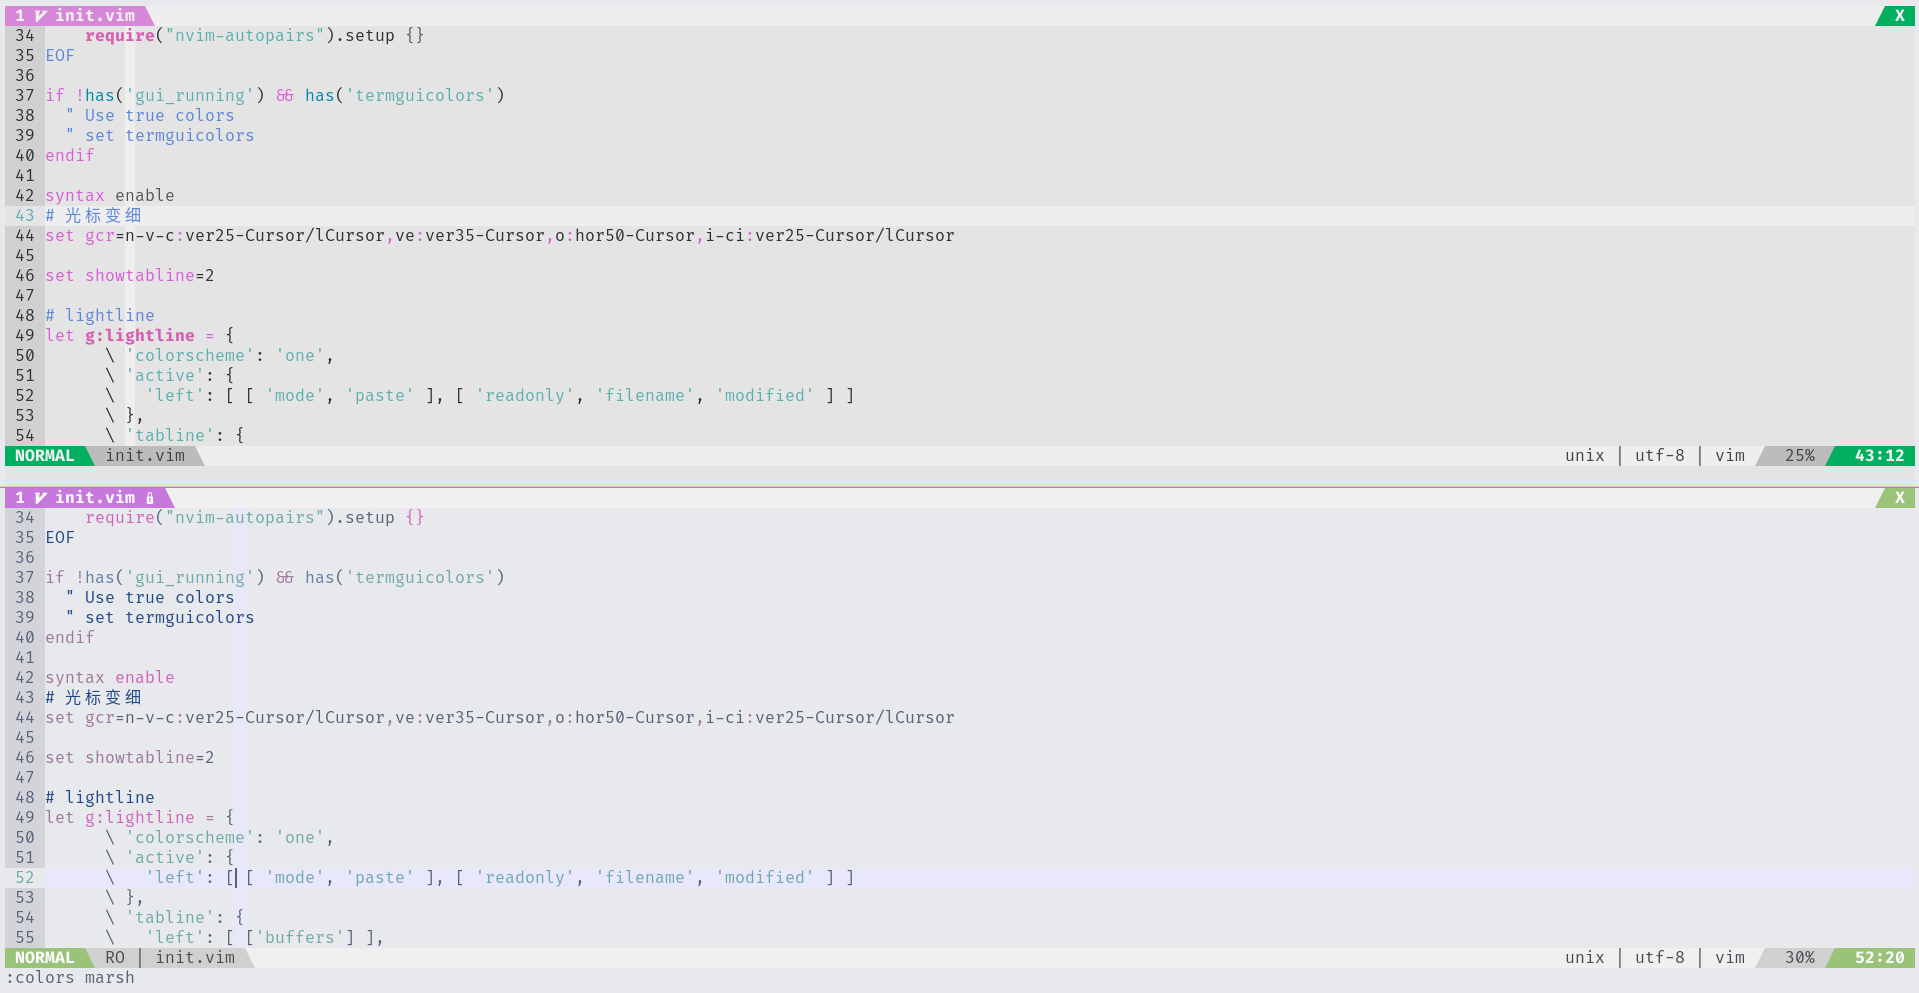 1 init.vim X
34     require("nvim-autopairs").setup {}
35 EOF
36
37 if !has('gui_running') && has('termguicolors')
38   " Use true colors
39   " set termguicolors
40 endif
41
42 syntax enable
43 # 光标变细
44 set gcr=n-v-c:ver25-Cursor/lCursor,ve:ver35-Cursor,o:hor50-Cursor,i-ci:ver25-Cursor/lCursor
45
46 set showtabline=2
47
48 # lightline
49 let g:lightline = {
50       \ 'colorscheme': 'one',
51       \ 'active': {
52       \   'left': [ [ 'mode', 'paste' ], [ 'readonly', 'filename', 'modified' ] ]
53       \ },
54       \ 'tabline': {
NORMAL init.vim unix | utf-8 | vim 25% 43:12
1 init.vim X
34     require("nvim-autopairs").setup {}
35 EOF
36
37 if !has('gui_running') && has('termguicolors')
38   " Use true colors
39   " set termguicolors
40 endif
41
42 syntax enable
43 # 光标变细
44 set gcr=n-v-c:ver25-Cursor/lCursor,ve:ver35-Cursor,o:hor50-Cursor,i-ci:ver25-Cursor/lCursor
45
46 set showtabline=2
47
48 # lightline
49 let g:lightline = {
50       \ 'colorscheme': 'one',
51       \ 'active': {
52       \   'left': [ [ 'mode', 'paste' ], [ 'readonly', 'filename', 'modified' ] ]
53       \ },
54       \ 'tabline': {
55       \   'left': [ ['buffers'] ],
NORMAL RO | init.vim unix | utf-8 | vim 30% 52:20
:colors marsh